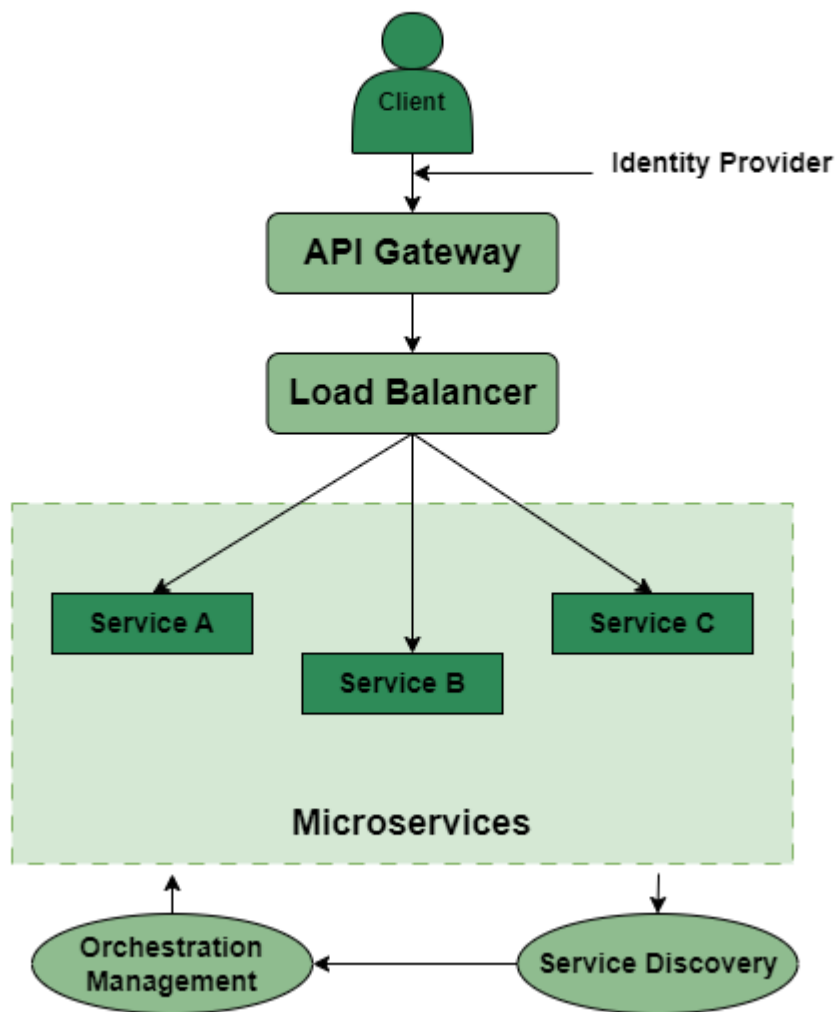 Client
Identity Provider
API Gateway
Load Balancer
Service A
Service C
Service B
Microservices
Orchestration
Management
Service Discovery